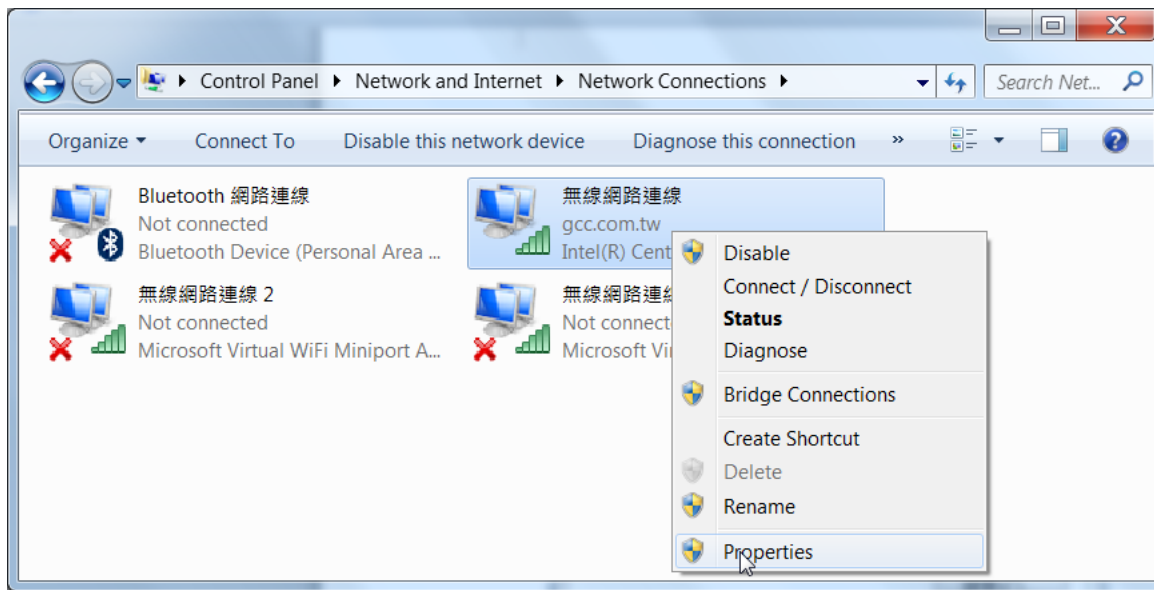 Control Panel Network and Internet Network Connections
Search Net...
Organize Connect To Disable this network device Diagnose this connection »
Bluetooth 網路連線
Not connected
Bluetooth Device (Personal Area ...
無線網路連線
gcc.com.tw
Intel(R) Cent
無線網路連線 2
Not connected
Microsoft Virtual WiFi Miniport A...
無線網路連線
Not connect
Microsoft Vi
Disable
Connect / Disconnect
Status
Diagnose
Bridge Connections
Create Shortcut
Delete
Rename
Properties